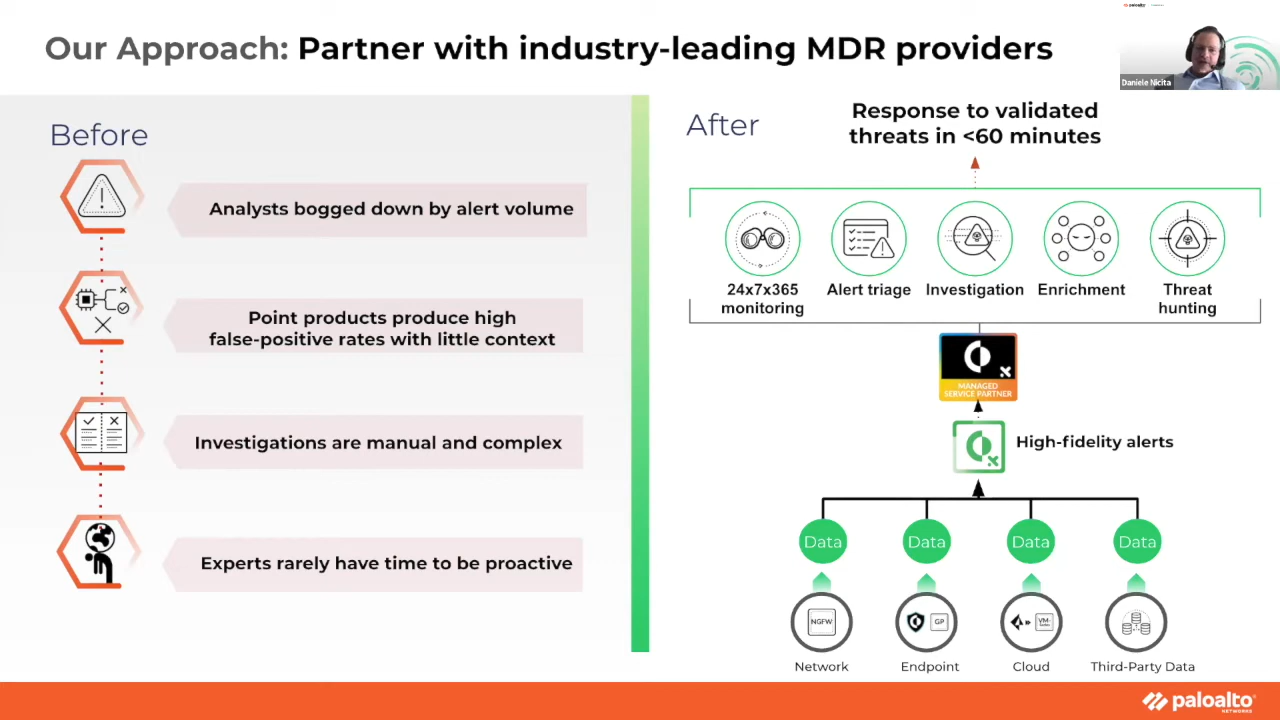 Our Approach: Partner with industry-leading MDR providers
Daniele Nicita
Before
Analysts bogged down by alert volume
Point products produce high
false-positive rates with little context
Investigations are manual and complex
Experts rarely have time to be proactive
After
Response to validated
threats in <60 minutes
24x7x365
monitoring
Alert triage
Investigation
Enrichment
Threat
hunting
MANAGED
SERVICE PARTNER
High-fidelity alerts
Data
Data
Data
Data
NGFW
GP
VM-
Network
Endpoint
Cloud
Third-Party Data
paloalto
NETWORKS
paloalto